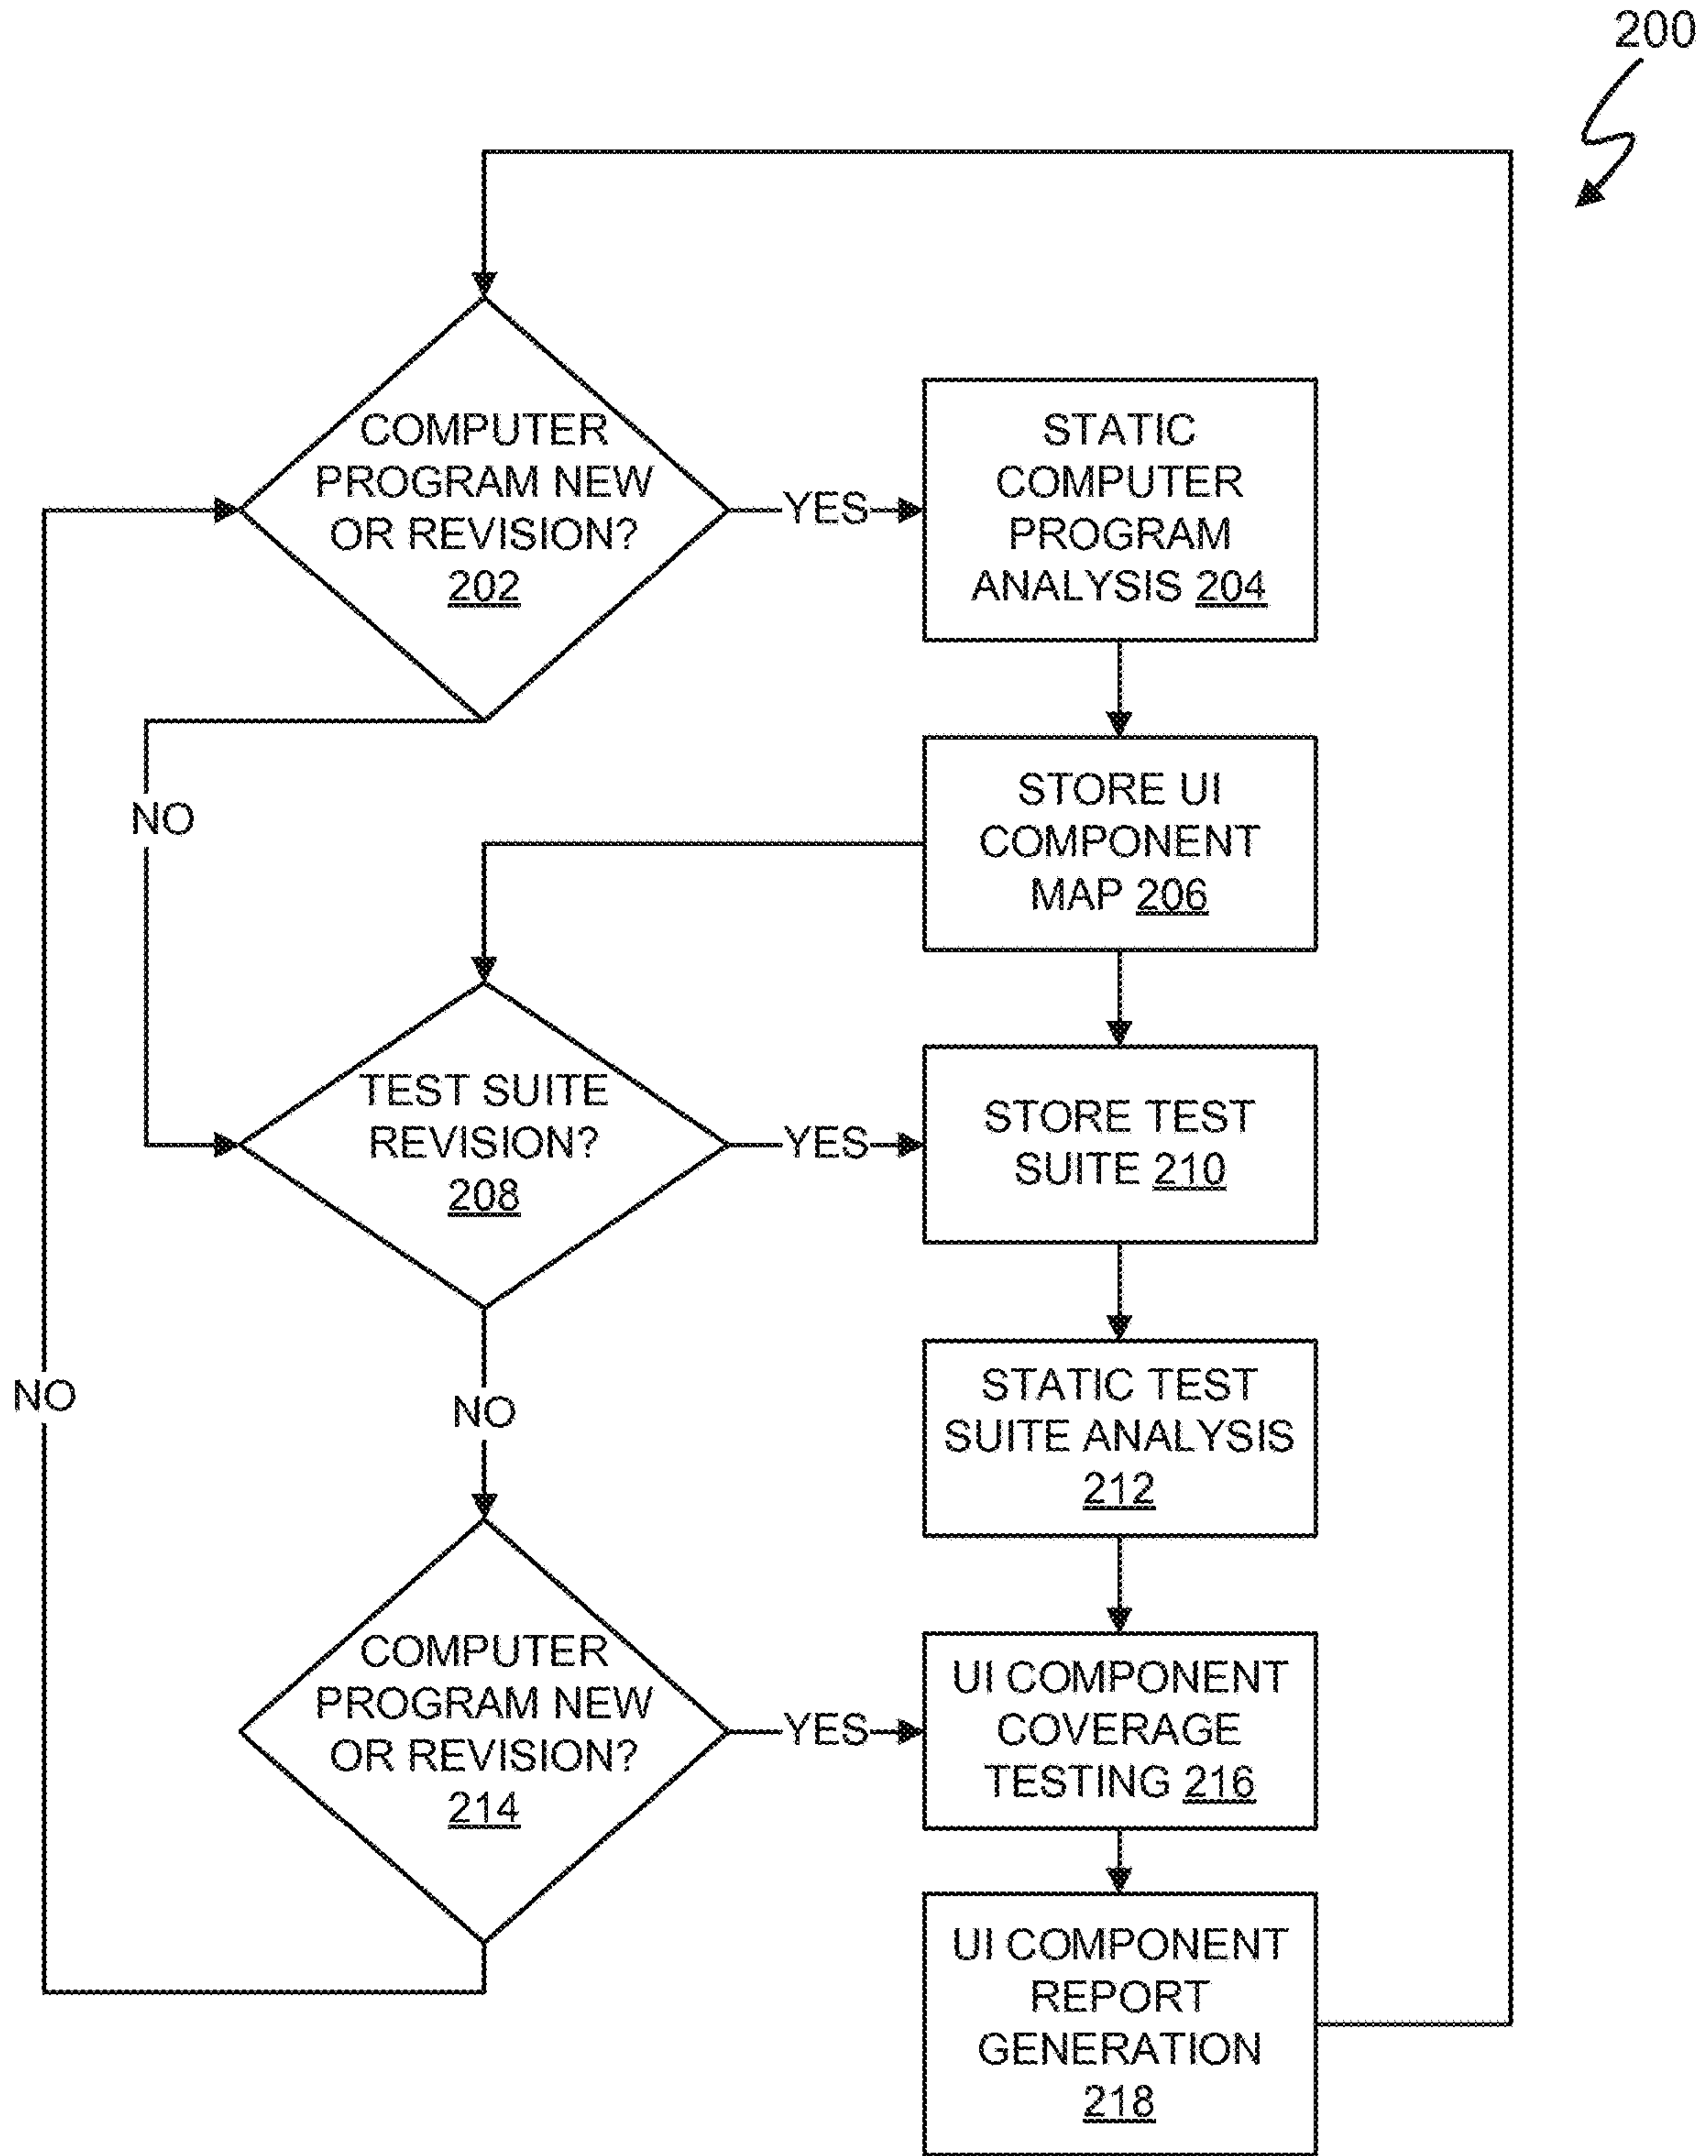 200
COMPUTER
PROGRAM NEW
OR REVISION?
202
YES
STATIC
COMPUTER
PROGRAM
ANALYSIS 204
NO
STORE UI
COMPONENT
MAP 206
TEST SUITE
REVISION?
208
YES
STORE TEST
SUITE 210
NO
NO
STATIC TEST
SUITE ANALYSIS
212
COMPUTER
PROGRAM NEW
OR REVISION?
214
YES
UI COMPONENT
COVERAGE
TESTING 216
UI COMPONENT
REPORT
GENERATION
218